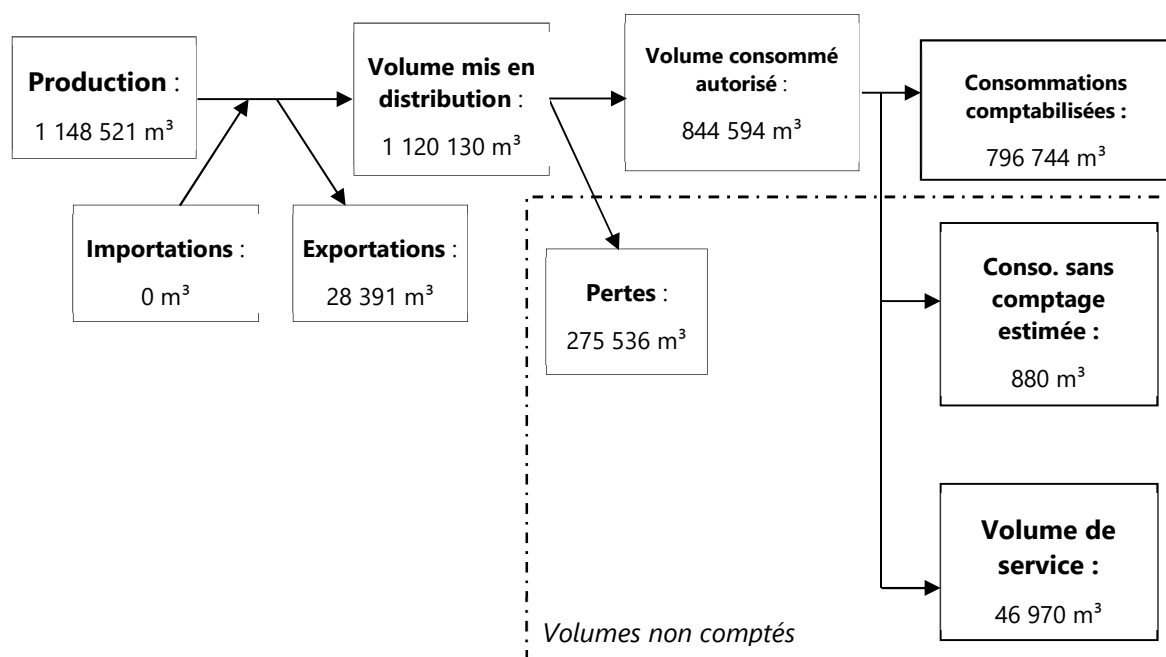 Production :
1 148 521 m³
Volume mis en
distribution :
1 120 130 m³
Volume consommé
autorisé :
844 594 m³
Consommations
comptabilisées :
796 744 m³
Importations :
0 m³
Exportations :
28 391 m³
Pertes :
275 536 m³
Conso. sans
comptage
estimée :
880 m³
Volume de
service :
46 970 m³
Volumes non comptés